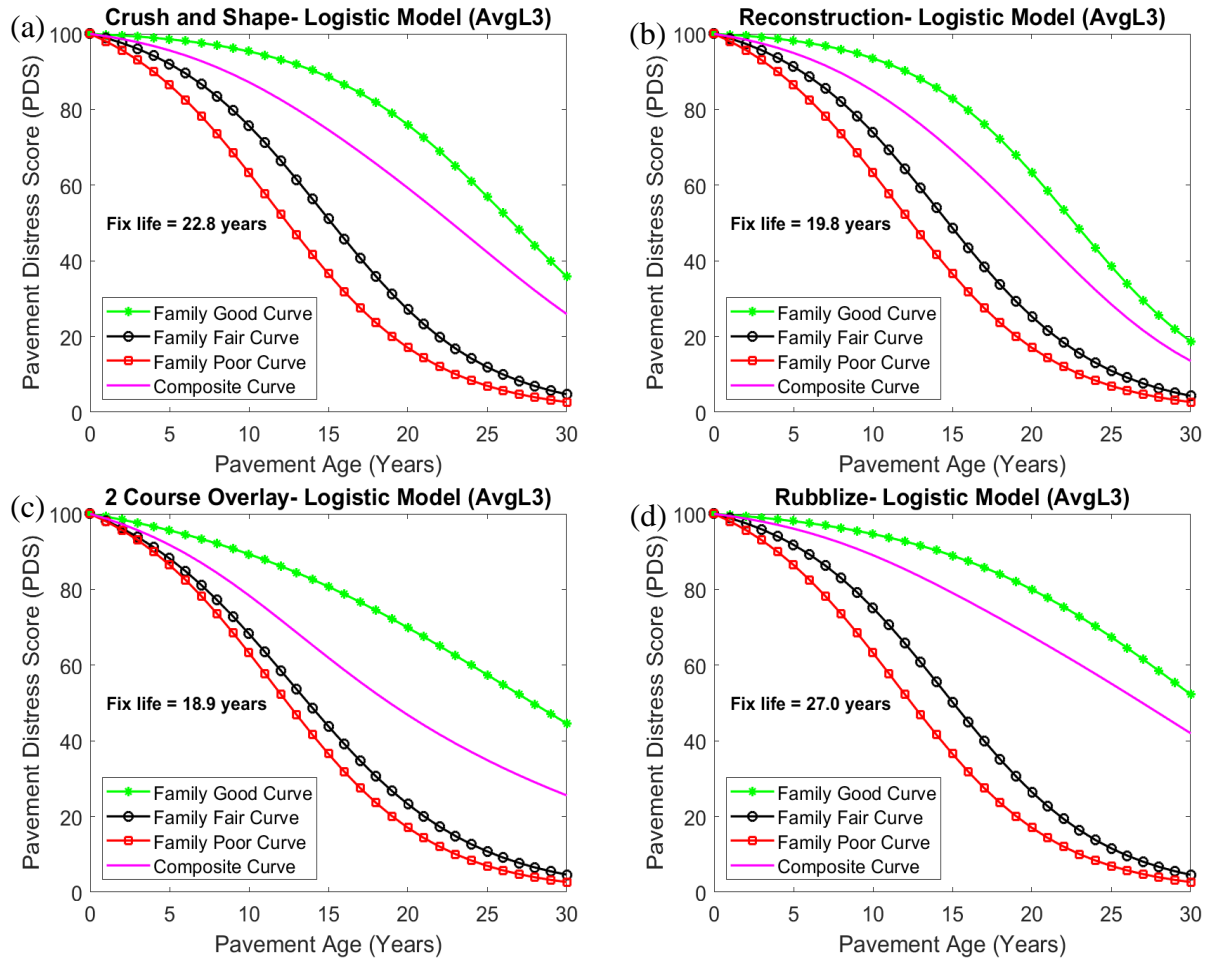 (a)
Crush and Shape- Logistic Model (AvgL3)
Pavement Distress Score (PDS)
100
80
60
40
20
0
Fix life = 22.8 years
Family Good Curve
Family Fair Curve
Family Poor Curve
Composite Curve
0 5 10 15 20 25 30
Pavement Age (Years)
(b)
Reconstruction- Logistic Model (AvgL3)
Pavement Distress Score (PDS)
100
80
60
40
20
0
Fix life = 19.8 years
Family Good Curve
Family Fair Curve
Family Poor Curve
Composite Curve
0 5 10 15 20 25 30
Pavement Age (Years)
(c)
2 Course Overlay- Logistic Model (AvgL3)
Pavement Distress Score (PDS)
100
80
60
40
20
0
Fix life = 18.9 years
Family Good Curve
Family Fair Curve
Family Poor Curve
Composite Curve
0 5 10 15 20 25 30
Pavement Age (Years)
(d)
Rubblize- Logistic Model (AvgL3)
Pavement Distress Score (PDS)
100
80
60
40
20
0
Fix life = 27.0 years
Family Good Curve
Family Fair Curve
Family Poor Curve
Composite Curve
0 5 10 15 20 25 30
Pavement Age (Years)